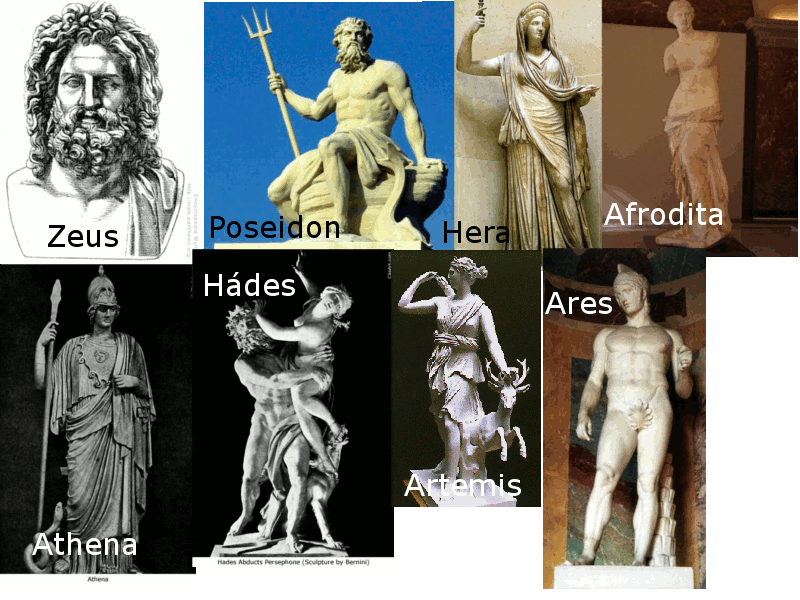 Zeus
Poseidon
Hera
Afrodita
Hádes
Ares
Artemis
Athena
Hades Abducts Persephone (Sculpture by Bernini)
Athena